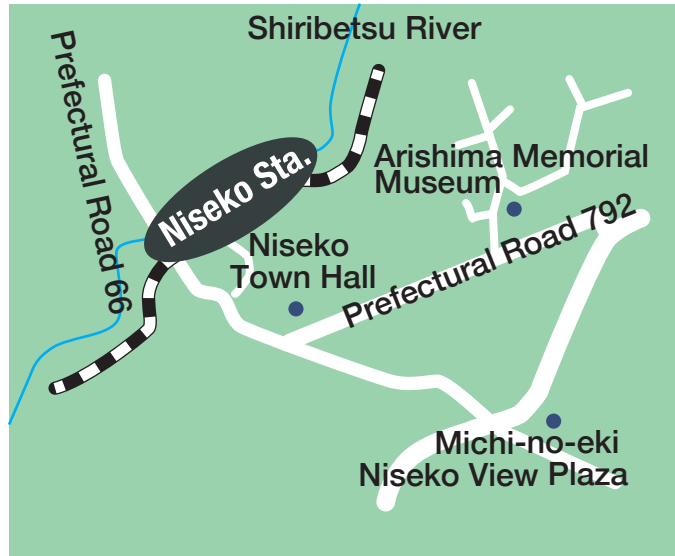 Shiribetsu River
Prefectural Road 66
Niseko Sta.
Arishima Memorial
Museum
Niseko
Town Hall
Prefectural Road 792
Michi-no-eki
Niseko View Plaza